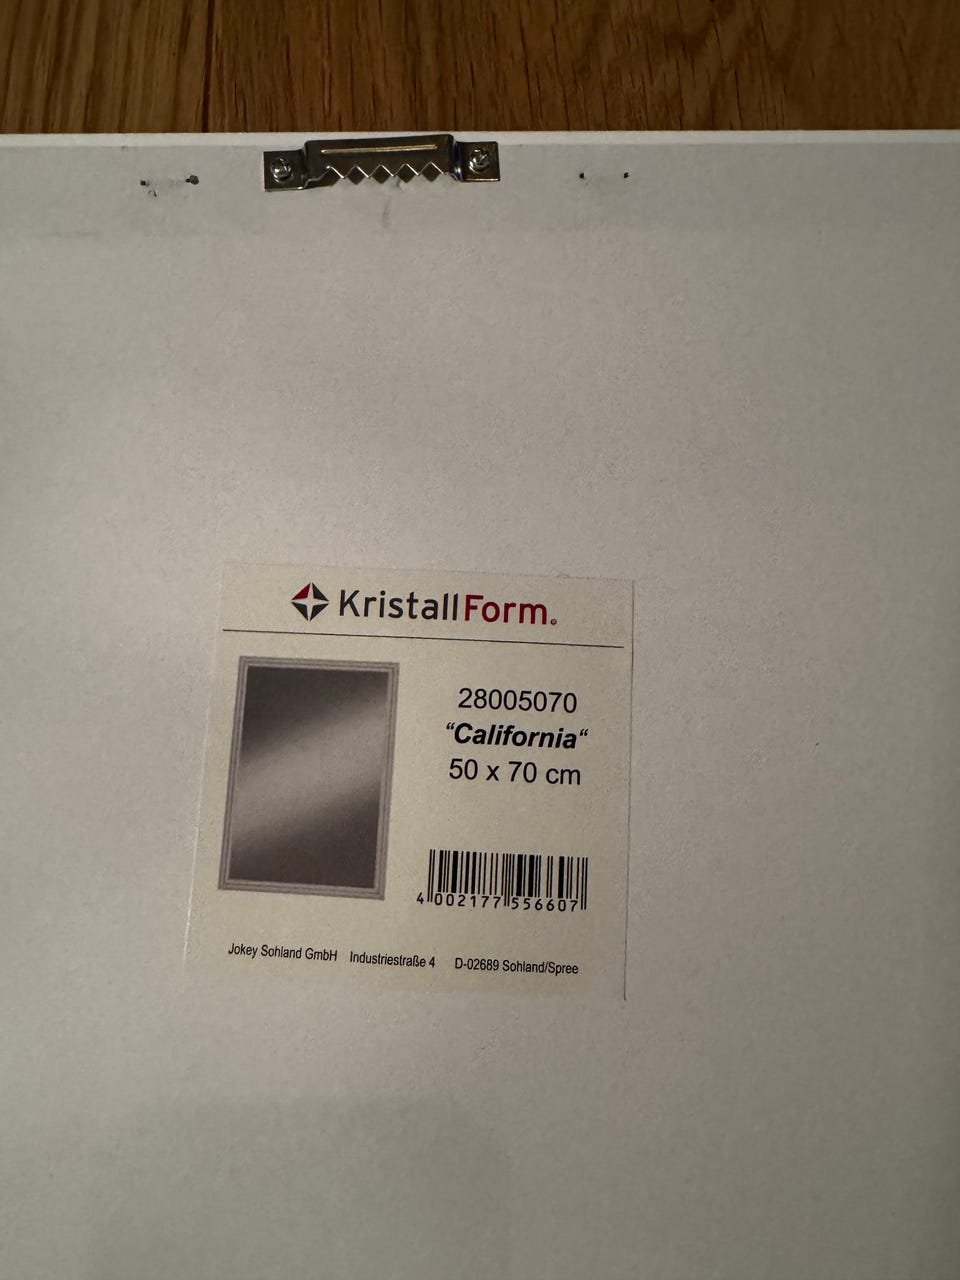 KristallForm.
28005070
“California“
50 x 70 cm
4 002177 556607
Jokey Sohland GmbH Industriestraße 4 D-02689 Sohland/Spree